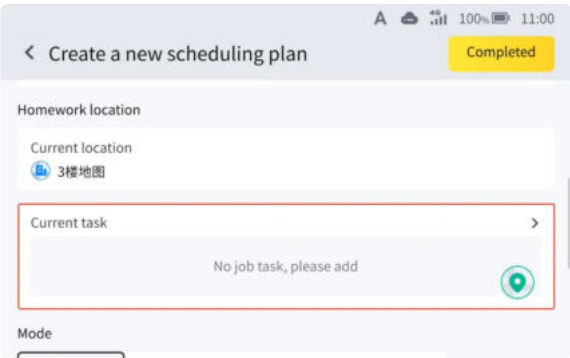 A 4G 100% 11:00
Create a new scheduling plan
Completed
Homework location
Current location
3楼地图
Current task
No job task, please add
Mode